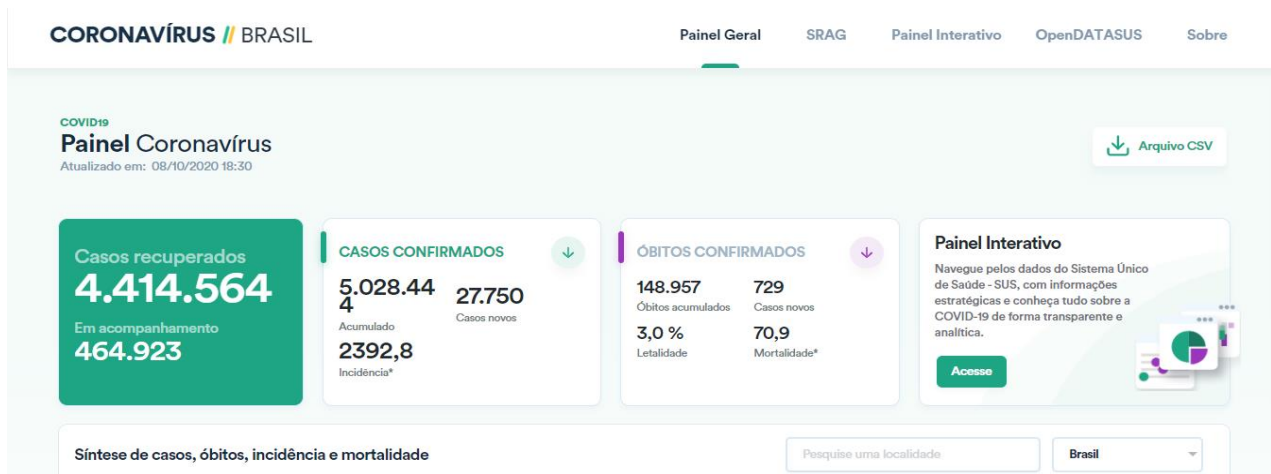 CORONAVÍRUS // BRASIL
Painel Geral
SRAG
Painel Interativo
OpenDATASUS
Sobre
COVID19
Painel Coronavírus
Atualizado em: 08/10/2020 18:30
Arquivo CSV
Casos recuperados
4.414.564
Em acompanhamento
464.923
CASOS CONFIRMADOS
5.028.44
4
Acumulado
27.750
Casos novos
2392,8
Incidência*
ÓBITOS CONFIRMADOS
148.957
Óbitos acumulados
729
Casos novos
3,0 %
Letalidade
70,9
Mortalidade*
Painel Interativo
Navegue pelos dados do Sistema Único
de Saúde - SUS, com informações
estratégicas e conheça tudo sobre a
COVID-19 de forma transparente e
analítica.
Acesse
Síntese de casos, óbitos, incidência e mortalidade
Pesquise uma localidade
Brasil